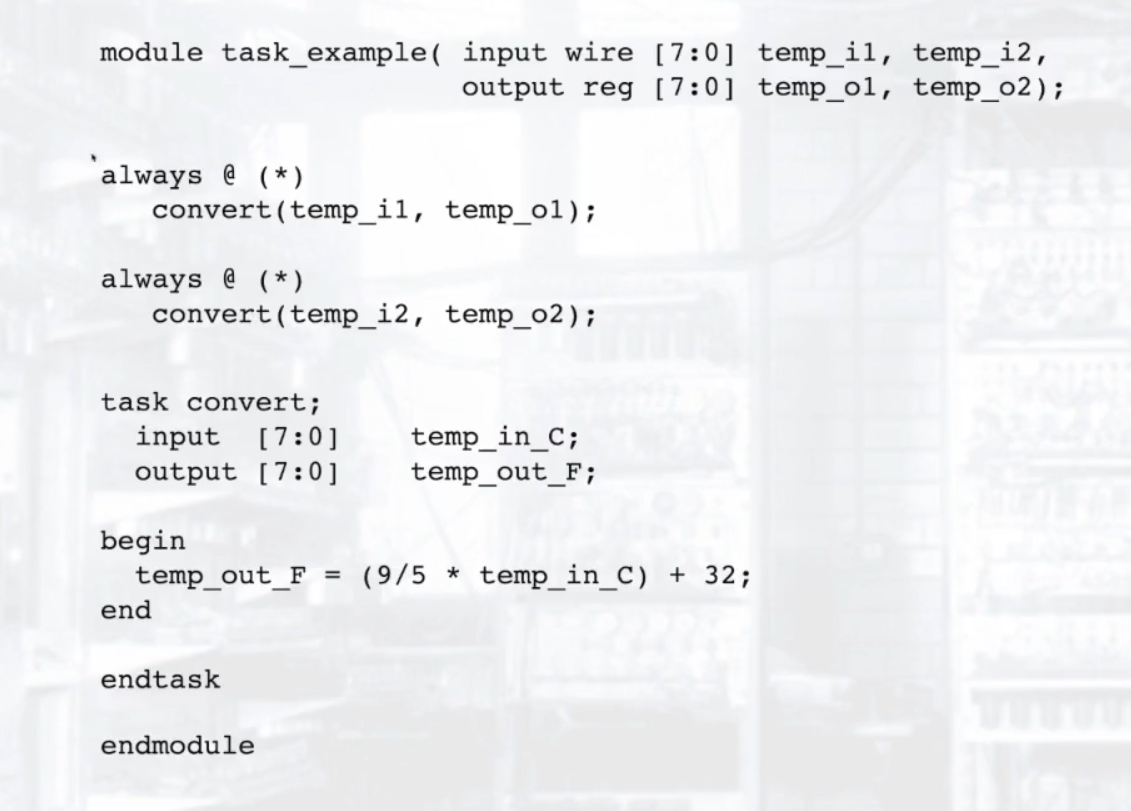 module task_example( input wire [7:0] temp_i1, temp_i2,
output reg [7:0] temp_o1, temp_o2);
always @ (*)
convert(temp_i1, temp_o1);
always @ (*)
convert(temp_i2, temp_o2);
task convert;
input [7:0] temp_in_C;
output [7:0] temp_out_F;
begin
temp_out_F = (9/5 * temp_in_C) + 32;
end
endtask
endmodule